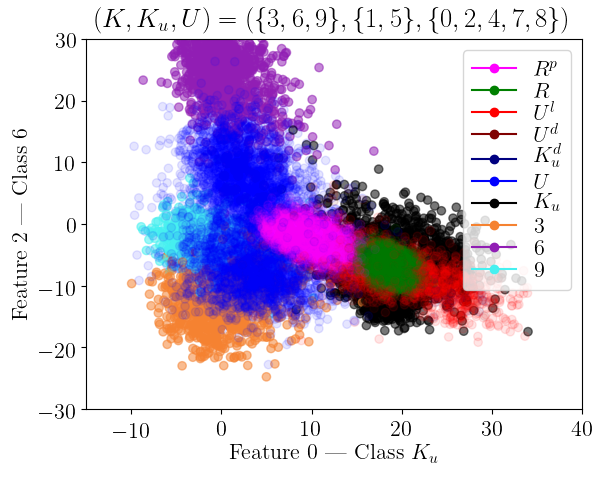 (K, K_u, U) = ({3, 6, 9}, {1, 5}, {0, 2, 4, 7, 8})
Feature 2 — Class 6
30
20
10
0
−10
−20
−30
R^p
R
U^l
U^d
K_u^d
U
K_u
3
6
9
−10
0
10
20
30
40
Feature 0 — Class K_u